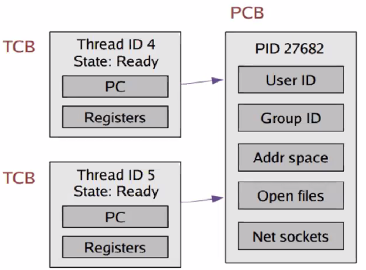 PCB
TCB
Thread ID 4
State: Ready
PC
Registers
TCB
Thread ID 5
State: Ready
PC
Registers
PID 27682
User ID
Group ID
Addr space
Open files
Net sockets